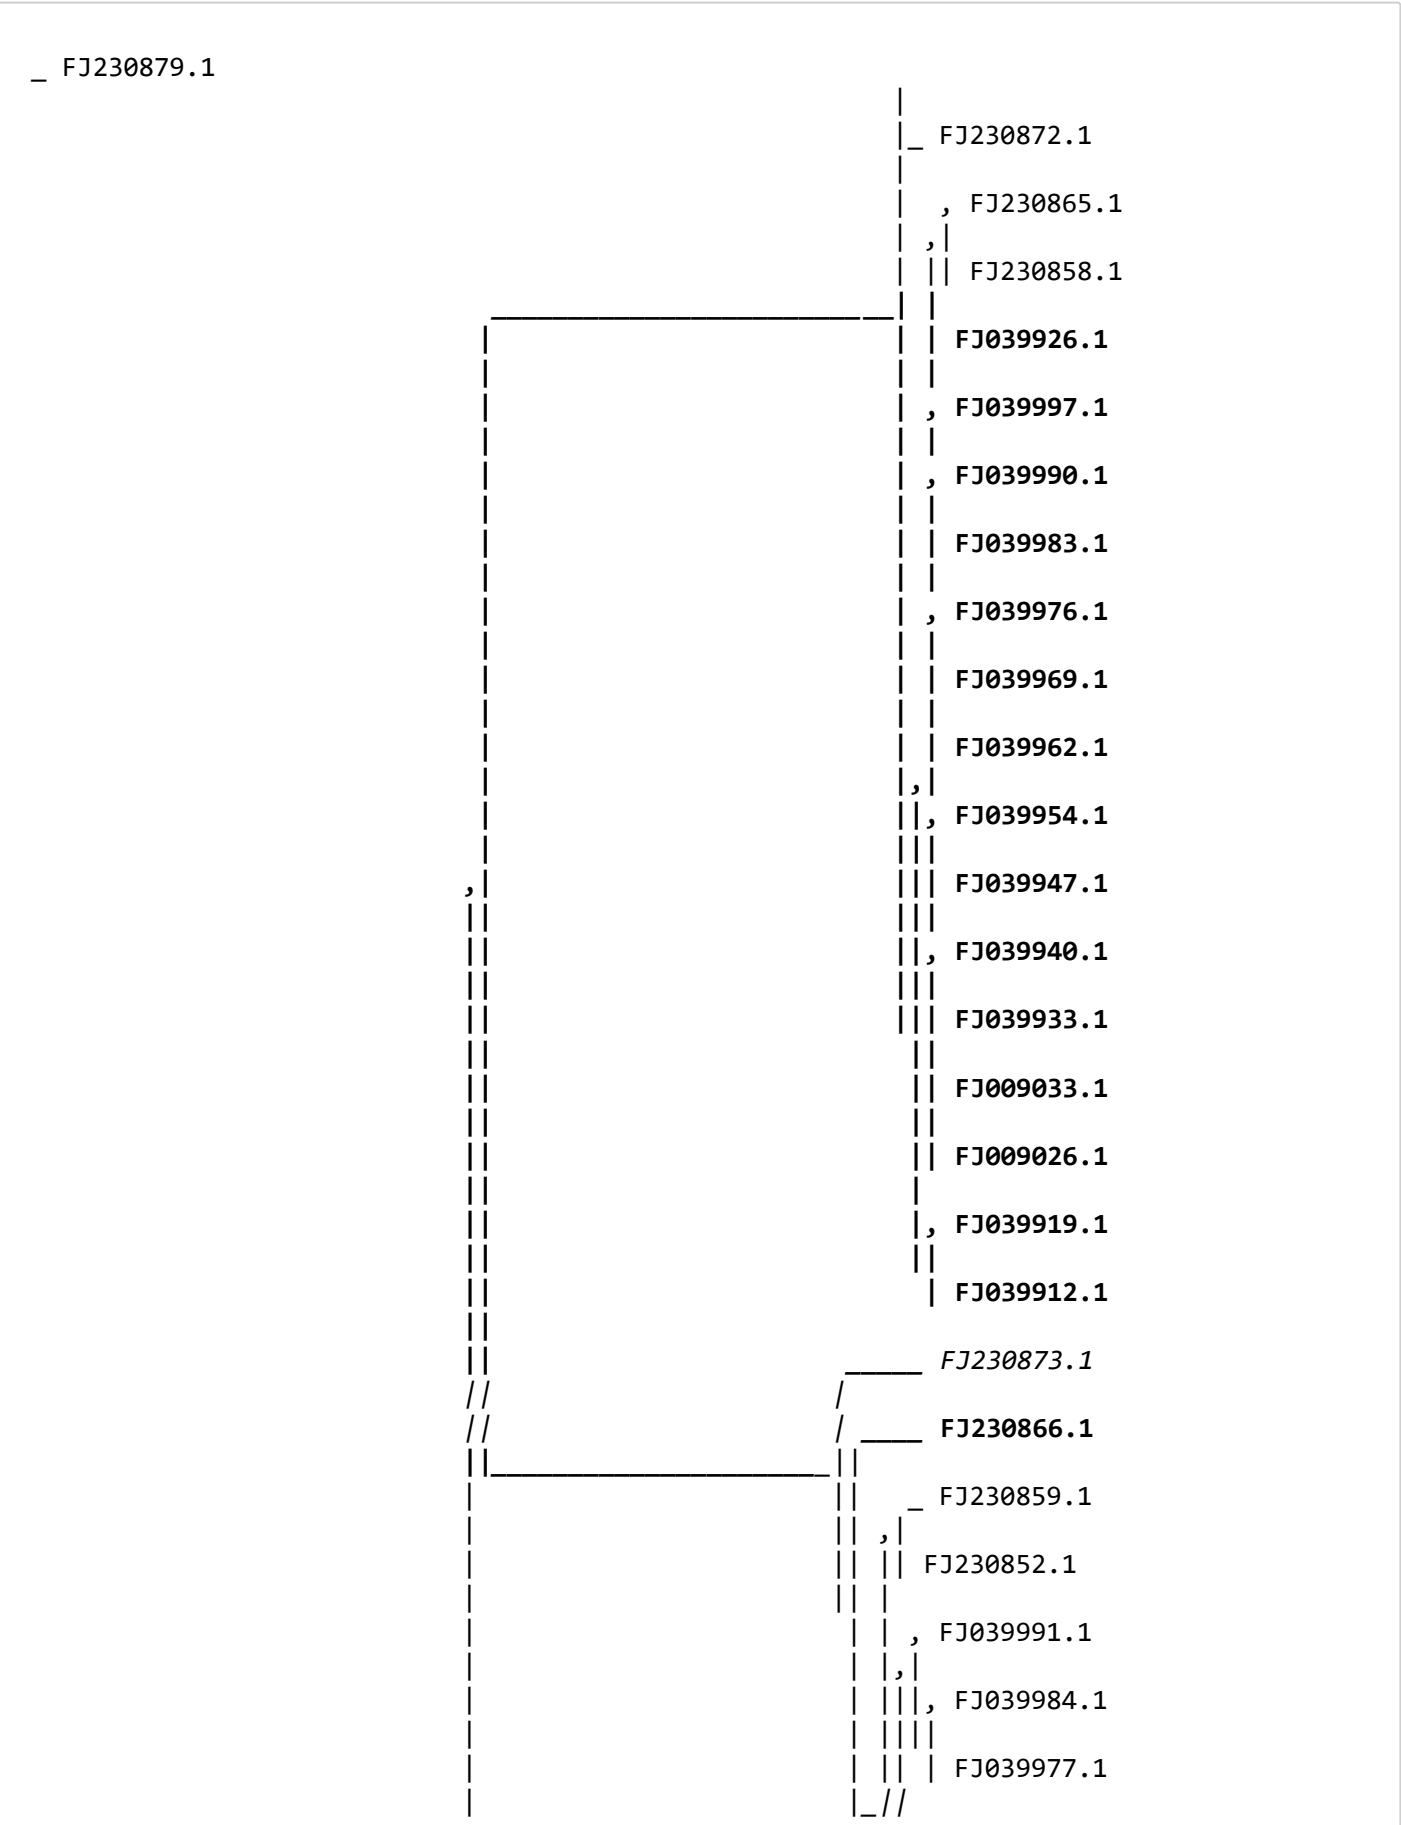 _ FJ230879.1
|_ FJ230872.1
, FJ230865.1
FJ230858.1
FJ039926.1
, FJ039997.1
, FJ039990.1
FJ039983.1
, FJ039976.1
FJ039969.1
FJ039962.1
, FJ039954.1
FJ039947.1
, FJ039940.1
FJ039933.1
FJ009033.1
FJ009026.1
, FJ039919.1
FJ039912.1
_____ FJ230873.1
____ FJ230866.1
_ FJ230859.1
FJ230852.1
, FJ039991.1
, FJ039984.1
FJ039977.1